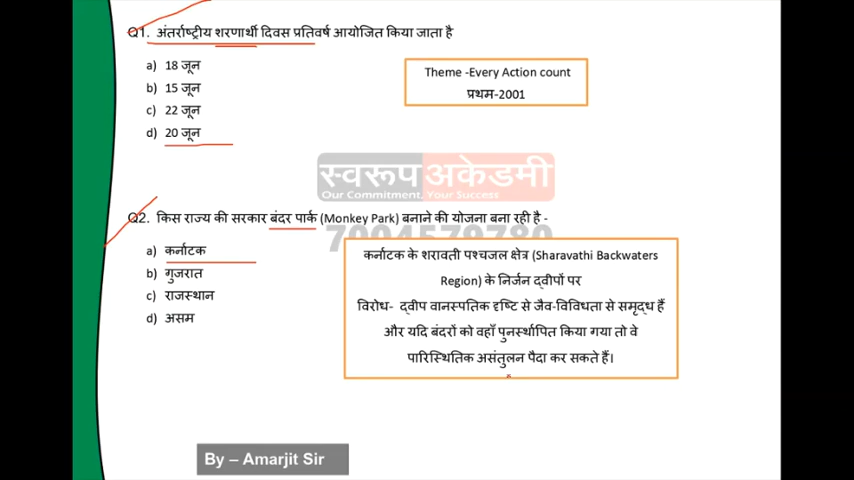 Q1. अंतर्राष्ट्रीय शरणार्थी दिवस प्रतिवर्ष आयोजित किया जाता है
a) 18 जून
b) 15 जून
c) 22 जून
d) 20 जून
Theme -Every Action count
प्रथम-2001
स्वरूप अकेडमी
Our Commitment, Your Success
Q2. किस राज्य की सरकार बंदर पार्क (Monkey Park) बनाने की योजना बना रही है -
a) कर्नाटक
b) गुजरात
c) राजस्थान
d) असम
कर्नाटक के शरावती पश्चजल क्षेत्र (Sharavathi Backwaters
Region) के निर्जन द्वीपों पर
विरोध- द्वीप वानस्पतिक दृष्टि से जैव-विविधता से समृद्ध हैं
और यदि बंदरों को वहाँ पुनर्स्थापित किया गया तो वे
पारिस्थितिक असंतुलन पैदा कर सकते हैं।
By – Amarjit Sir